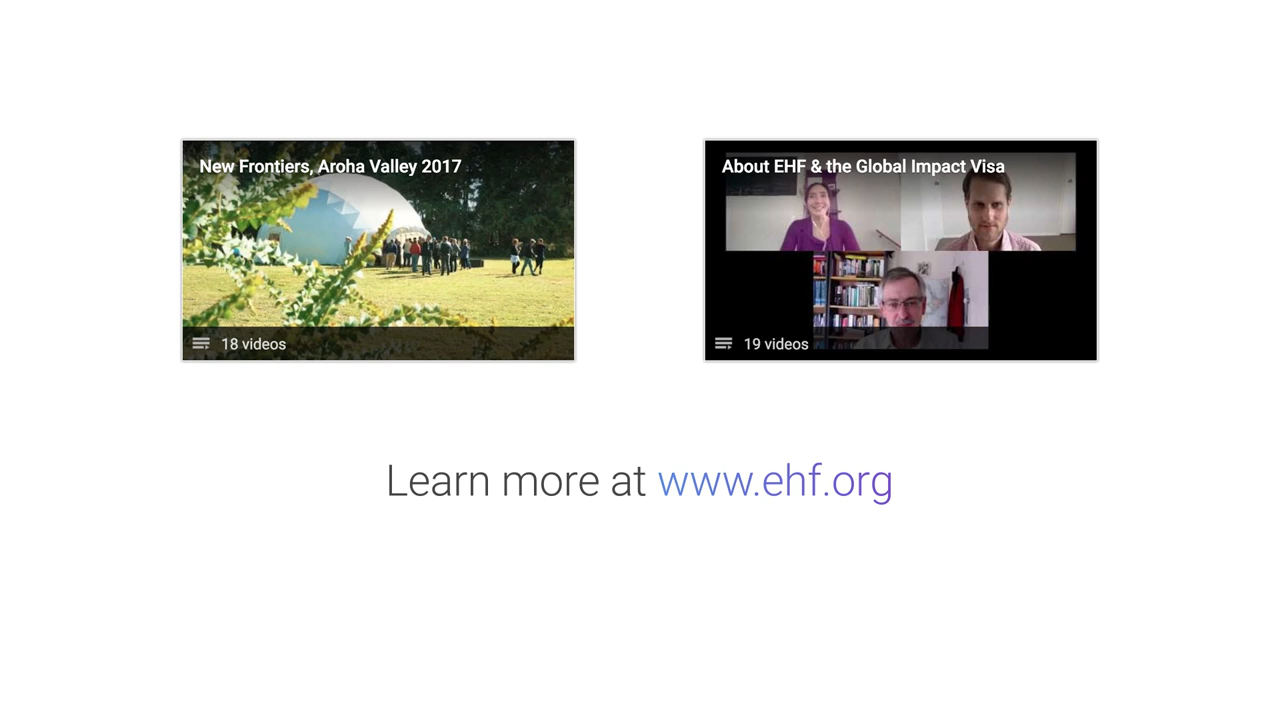 New Frontiers, Aroha Valley 2017
18 videos
About EHF & the Global Impact Visa
19 videos
Learn more at www.ehf.org